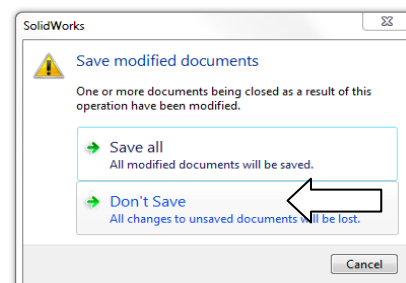 SolidWorks
Save modified documents
One or more documents being closed as a result of this
operation have been modified.
Save all
All modified documents will be saved.
Don't Save
All changes to unsaved documents will be lost.
Cancel